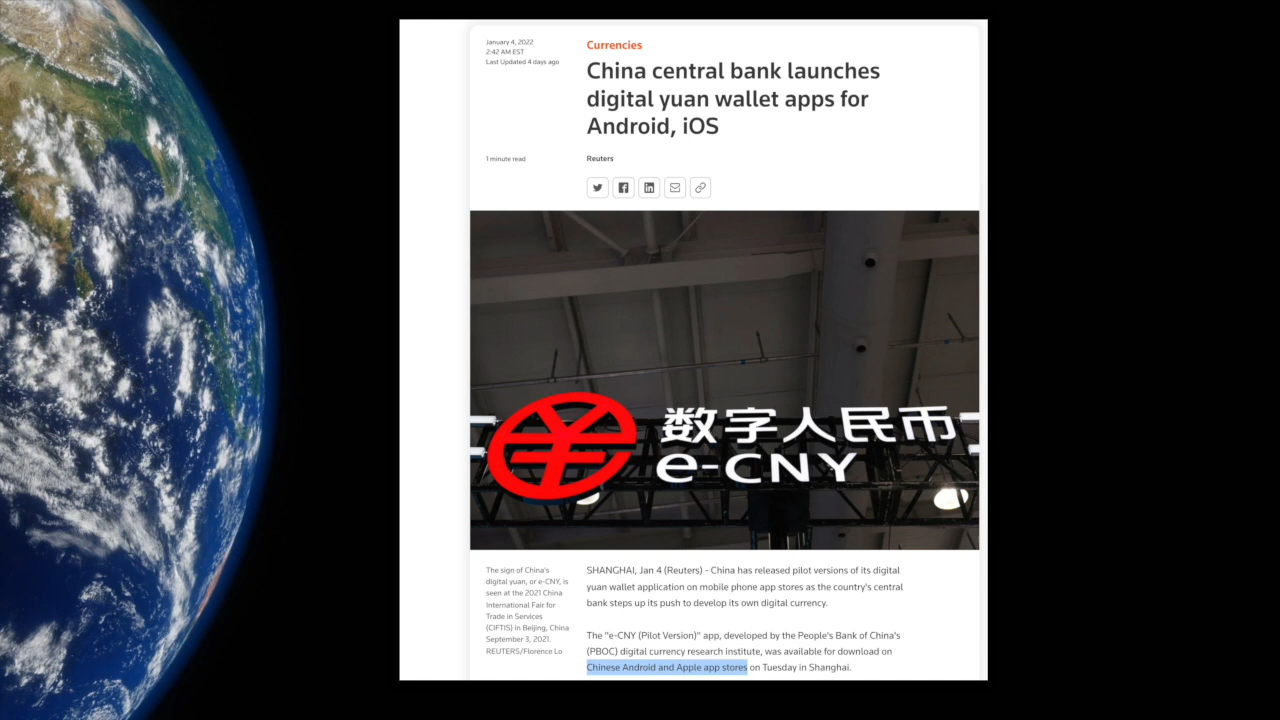 January 4, 2022
2:42 AM EST
Last Updated 4 days ago
Currencies
China central bank launches
digital yuan wallet apps for
Android, iOS
1 minute read
Reuters
数字人民币
e-CNY
The sign of China's
digital yuan, or e-CNY, is
seen at the 2021 China
International Fair for
Trade in Services
(CIFTIS) in Beijing, China
September 3, 2021.
REUTERS/Florence Lo
SHANGHAI, Jan 4 (Reuters) - China has released pilot versions of its digital
yuan wallet application on mobile phone app stores as the country's central
bank steps up its push to develop its own digital currency.
The "e-CNY (Pilot Version)" app, developed by the People's Bank of China's
(PBOC) digital currency research institute, was available for download on
Chinese Android and Apple app stores on Tuesday in Shanghai.